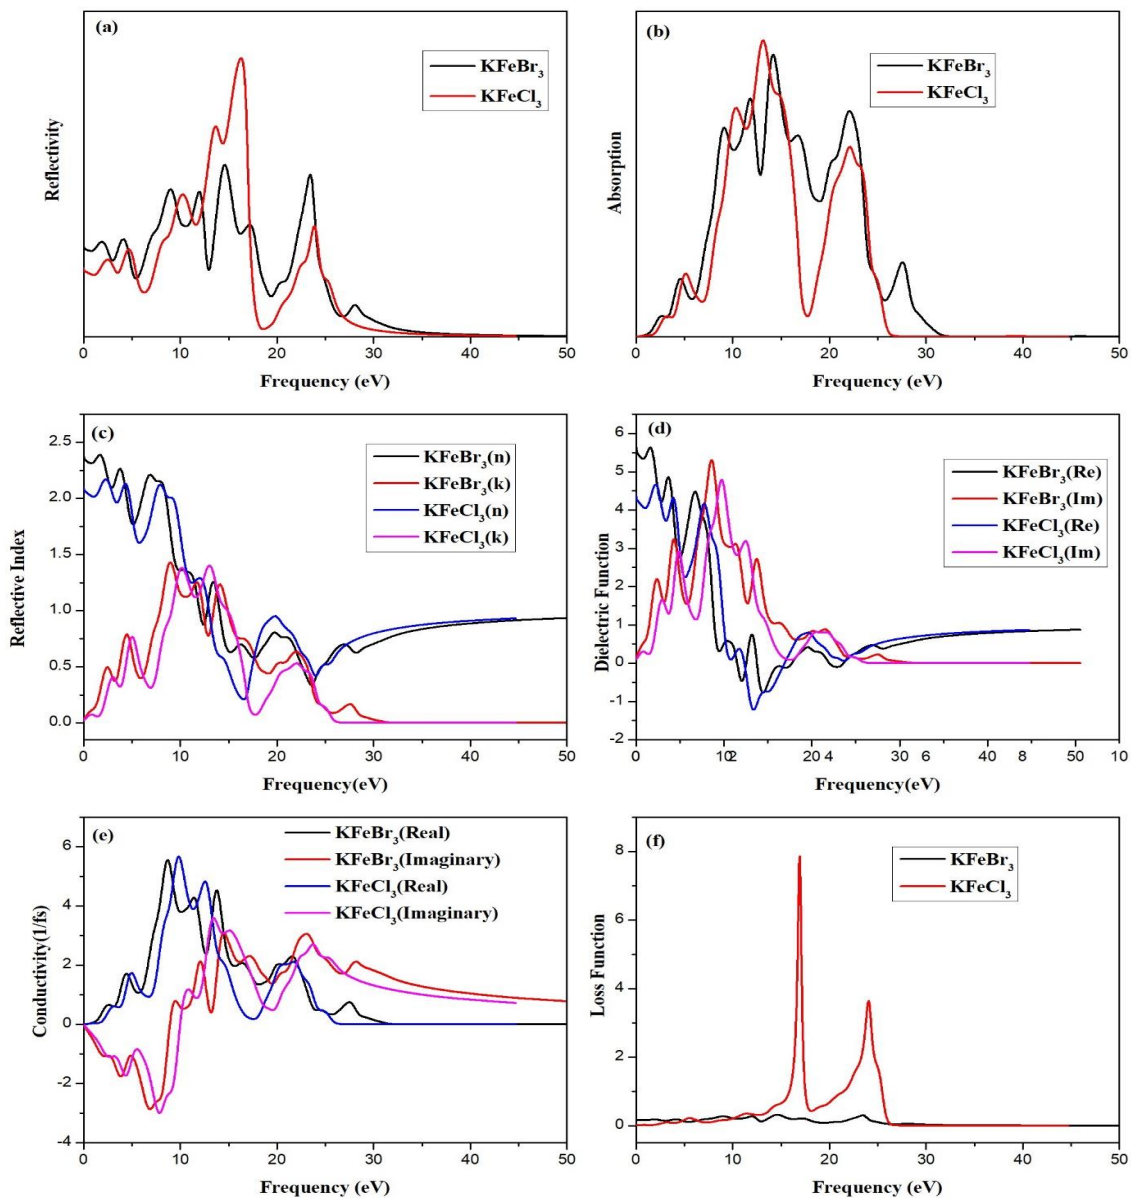 (a)
KFeBr₃
KFeCl₃
Reflectivity
0 10 20 30 40 50
Frequency (eV)
(b)
KFeBr₃
KFeCl₃
Absorption
0 10 20 30 40 50
Frequency (eV)
(c)
KFeBr₃(n)
KFeBr₃(k)
KFeCl₃(n)
KFeCl₃(k)
Reflective Index
2.5
2.0
1.5
1.0
0.5
0.0
0 10 20 30 40 50
Frequency(eV)
(d)
KFeBr₃(Re)
KFeBr₃(Im)
KFeCl₃(Re)
KFeCl₃(Im)
Dielectric Function
6
5
4
3
2
1
0
-1
-2
0 10 2 20 4 30 6 40 8 50 10
Frequency(eV)
(e)
KFeBr₃(Real)
KFeBr₃(Imaginary)
KFeCl₃(Real)
KFeCl₃(Imaginary)
Conductivity(1/fs)
6
4
2
0
-2
-4
0 10 20 30 40 50
Frequency (eV)
(f)
KFeBr₃
KFeCl₃
Loss Function
8
6
4
2
0
0 10 20 30 40 50
Frequency (eV)